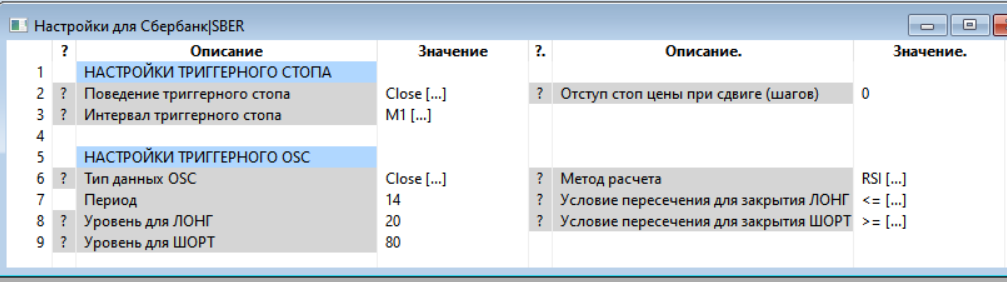 Настройки для Сбербанк|SBER
? Описание Значение ?. Описание. Значение.
1 НАСТРОЙКИ ТРИГГЕРНОГО СТОПА
2 ? Поведение триггерного стопа Close [...] ? Отступ стоп цены при сдвиге (шагов) 0
3 ? Интервал триггерного стопа M1 [...]
4
5 НАСТРОЙКИ ТРИГГЕРНОГО OSC
6 ? Тип данных OSC Close [...] ? Метод расчета RSI [...]
7 Период 14 ? Условие пересечения для закрытия ЛОНГ <= [...]
8 ? Уровень для ЛОНГ 20 ? Условие пересечения для закрытия ШОРТ >= [...]
9 ? Уровень для ШОРТ 80